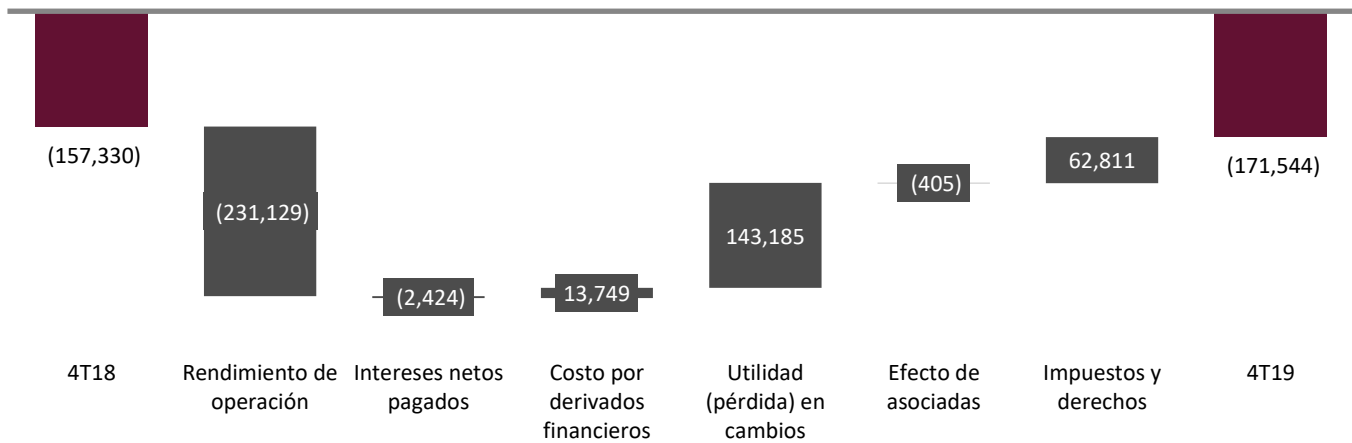 (157,330)
(231,129)
(2,424)
13,749
143,185
(405)
62,811
(171,544)
4T18
Rendimiento de
operación
Intereses netos
pagados
Costo por
derivados
financieros
Utilidad
(pérdida) en
cambios
Efecto de
asociadas
Impuestos y
derechos
4T19